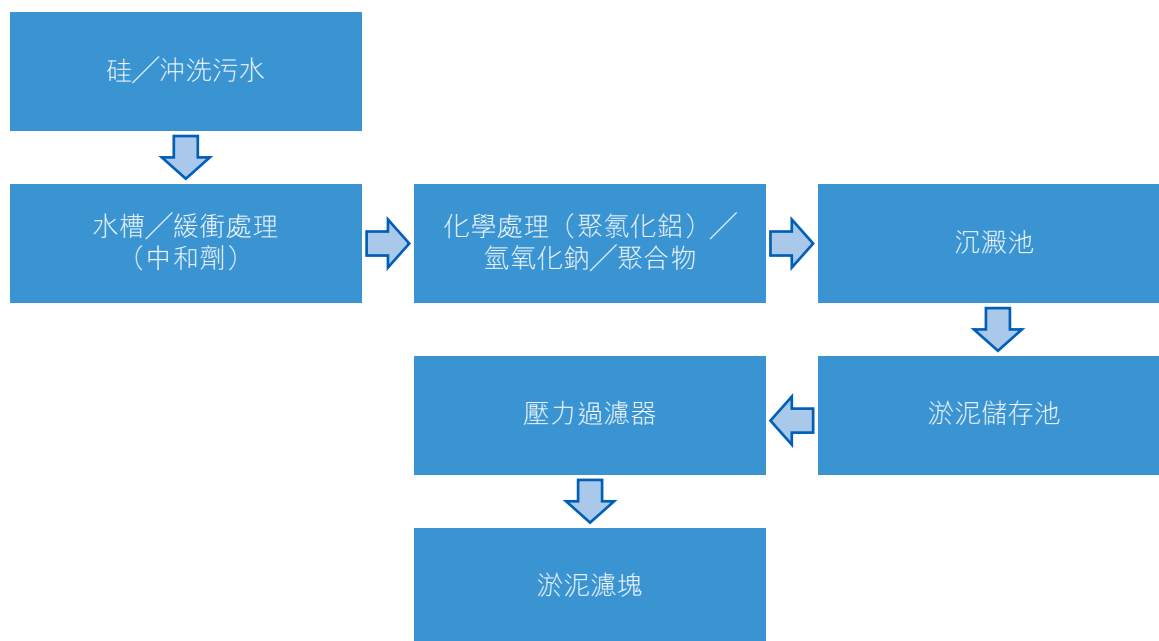 硅／沖洗污水
水槽／緩衝處理
（中和劑）
化學處理（聚氯化鋁）／
氫氧化鈉／聚合物
沉澱池
淤泥儲存池
壓力過濾器
淤泥濾塊